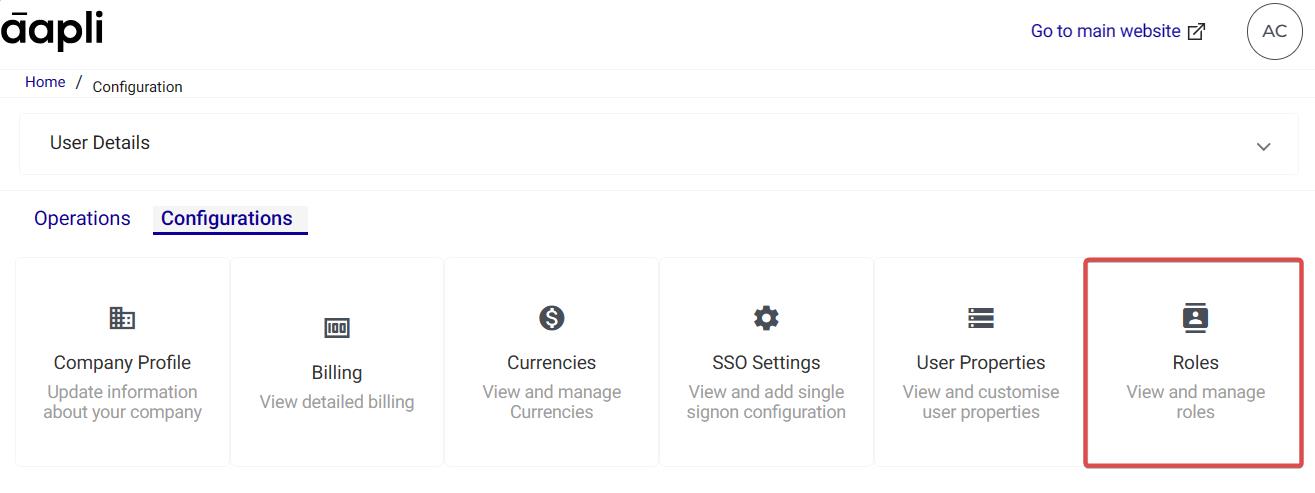 āapli
Go to main website
AC
Home / Configuration
User Details
Operations
Configurations
Company Profile
Update information
about your company
Billing
View detailed billing
Currencies
View and manage
Currencies
SSO Settings
View and add single
signon configuration
User Properties
View and customise
user properties
Roles
View and manage
roles